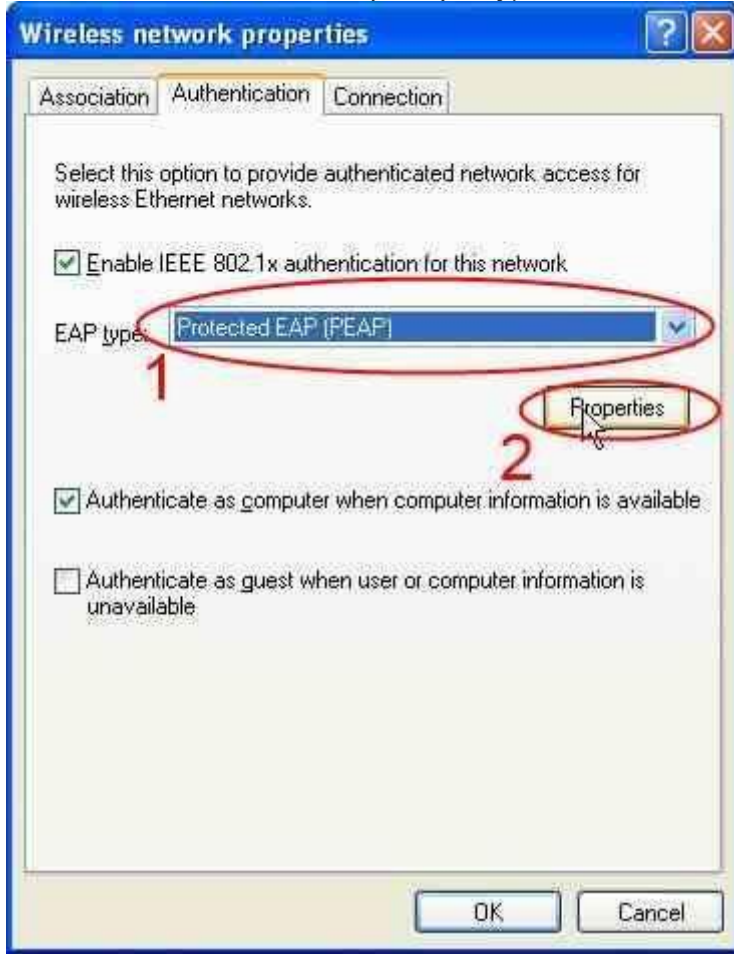 Wireless network properties
Association Authentication Connection
Select this option to provide authenticated network access for
wireless Ethernet networks.
Enable IEEE 802.1x authentication for this network
EAP type: Protected EAP (PEAP)
1
Properties
2
Authenticate as computer when computer information is available
Authenticate as guest when user or computer information is
unavailable
OK Cancel